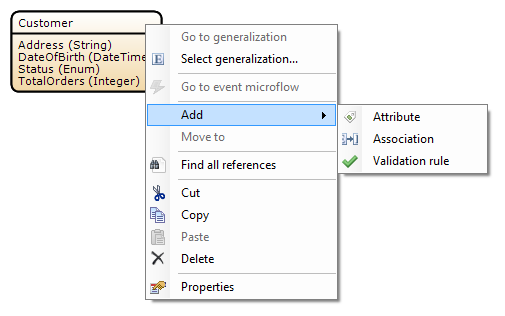 Customer
Address (String)
DateOfBirth (DateTime
Status (Enum)
TotalOrders (Integer)
Go to generalization
Select generalization...
Go to event microflow
Add
Move to
Find all references
Cut
Copy
Paste
Delete
Properties
Attribute
Association
Validation rule